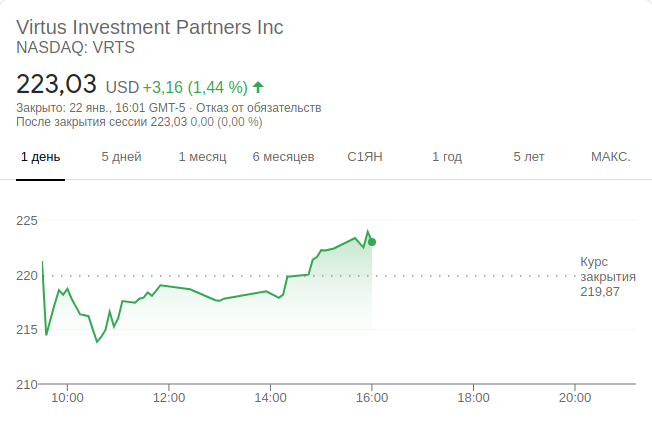 Virtus Investment Partners Inc
NASDAQ: VRTS
223,03 USD +3,16 (1,44 %)
Закрыто: 22 янв., 16:01 GMT-5 · Отказ от обязательств
После закрытия сессии 223,03 0,00 (0,00 %)
1 день 5 дней 1 месяц 6 месяцев С1ЯН 1 год 5 лет МАКС.
225
220
215
210
Курс
закрытия
219,87
10:00 12:00 14:00 16:00 18:00 20:00